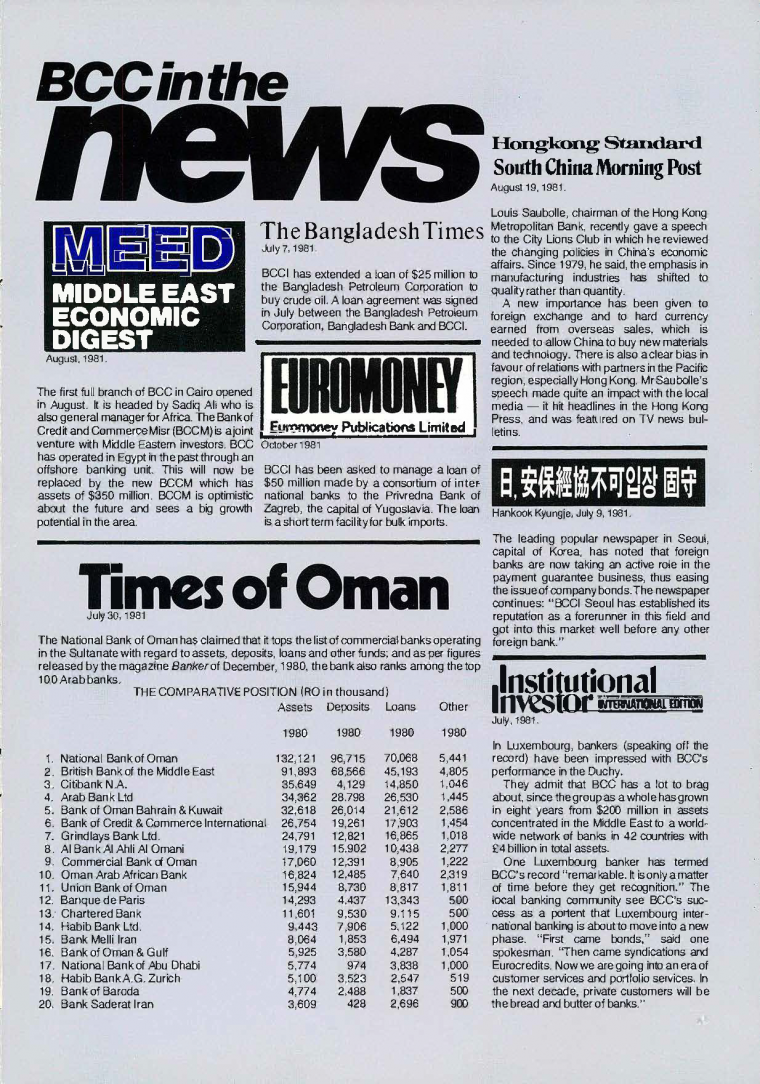 BCC in the
news
MEED
MIDDLE EAST
ECONOMIC
DIGEST
August, 1981.
The first full branch of BCC in Cairo opened
in August. It is headed by Sadiq Ali who is
also general manager for Africa. The Bank of
Credit and Commerce Misr (BCCM) is a joint
venture with Middle Eastern investors. BCC
has operated in Egypt in the past through an
offshore banking unit. This will now be
replaced by the new BCCM which has
assets of $350 million. BCCM is optimistic
about the future and sees a big growth
potential in the area.
The Bangladesh Times
July 7, 1981.
BCCI has extended a loan of $25 million to
the Bangladesh Petroleum Corporation to
buy crude oil. A loan agreement was signed
in July between the Bangladesh Petroleum
Corporation, Bangladesh Bank and BCCI.
EUROMONEY
Euromoney Publications Limited
October 1981
BCCI has been asked to manage a loan of
$50 million made by a consortium of inter-
national banks to the Privredna Bank of
Zagreb, the capital of Yugoslavia. The loan
is a short term facility for bulk imports.
Times of Oman
July 30, 1981
The National Bank of Oman has claimed that it tops the list of commercial banks operating
in the Sultanate with regard to assets, deposits, loans and other funds; and as per figures
released by the magazine Banker of December, 1980, the bank also ranks among the top
100 Arab banks.
THE COMPARATIVE POSITION (RO in thousand)
Assets Deposits Loans Other
1980 1980 1980 1980
1. National Bank of Oman 132,121 96,715 70,068 5,441
2. British Bank of the Middle East 91,893 68,566 45,193 4,805
3. Citibank N.A. 35,649 4,129 14,850 1,046
4. Arab Bank Ltd 34,362 28.798 26,530 1,445
5. Bank of Oman Bahrain & Kuwait 32,618 26,014 21,612 2,586
6. Bank of Credit & Commerce International 26,754 19,261 17,903 1,454
7. Grindlays Bank Ltd. 24,791 12,821 16,865 1,018
8. Al Bank Al Ahli Al Omani 19,179 15.902 10,438 2,277
9. Commercial Bank of Oman 17,060 12,391 8,905 1,222
10. Oman Arab African Bank 16,824 12,485 7,640 2,319
11. Union Bank of Oman 15,944 8,730 8,817 1,811
12. Banque de Paris 14,293 4.437 13,343 500
13. Chartered Bank 11,601 9,530 9.115 500
14. Habib Bank Ltd. 9,443 7,906 5,122 1,000
15. Bank Melli Iran 8,064 1,853 6,494 1,971
16. Bank of Oman & Gulf 5,925 3,580 4,287 1,054
17. National Bank of Abu Dhabi 5,774 974 3,838 1,000
18. Habib Bank A.G. Zurich 5,100 3.523 2,547 519
19. Bank of Baroda 4,774 2.488 1,837 500
20. Bank Saderat Iran 3,609 428 2,696 900
Hongkong Standard
South China Morning Post
August 19, 1981.
Louis Saubolle, chairman of the Hong Kong
Metropolitan Bank, recently gave a speech
to the City Lions Club in which he reviewed
the changing policies in China's economic
affairs. Since 1979, he said, the emphasis in
manufacturing industries has shifted to
quality rather than quantity.
A new importance has been given to
foreign exchange and to hard currency
earned from overseas sales, which is
needed to allow China to buy new materials
and technology. There is also a clear bias in
favour of relations with partners in the Pacific
region, especially Hong Kong. Mr Saubolle's
speech made quite an impact with the local
media — it hit headlines in the Hong Kong
Press, and was featured on TV news bul-
letins.
日, 安保經協不可입장 固守
Hankook Kyungje, July 9, 1981.
The leading popular newspaper in Seoul,
capital of Korea, has noted that foreign
banks are now taking an active role in the
payment guarantee business, thus easing
the issue of company bonds. The newspaper
continues: "BCCI Seoul has established its
reputation as a forerunner in this field and
got into this market well before any other
foreign bank."
Institutional
Investor INTERNATIONAL EDITION
July, 1981.
In Luxembourg, bankers (speaking off the
record) have been impressed with BCC's
performance in the Duchy.
They admit that BCC has a lot to brag
about, since the group as a whole has grown
in eight years from $200 million in assets
concentrated in the Middle East to a world-
wide network of banks in 42 countries with
£4 billion in total assets.
One Luxembourg banker has termed
BCC's record "remarkable. It is only a matter
of time before they get recognition." The
local banking community see BCC's suc-
cess as a portent that Luxembourg inter-
national banking is about to move into a new
phase. "First came bonds," said one
spokesman. "Then came syndications and
Eurocredits. Now we are going into an era of
customer services and portfolio services. In
the next decade, private customers will be
the bread and butter of banks."